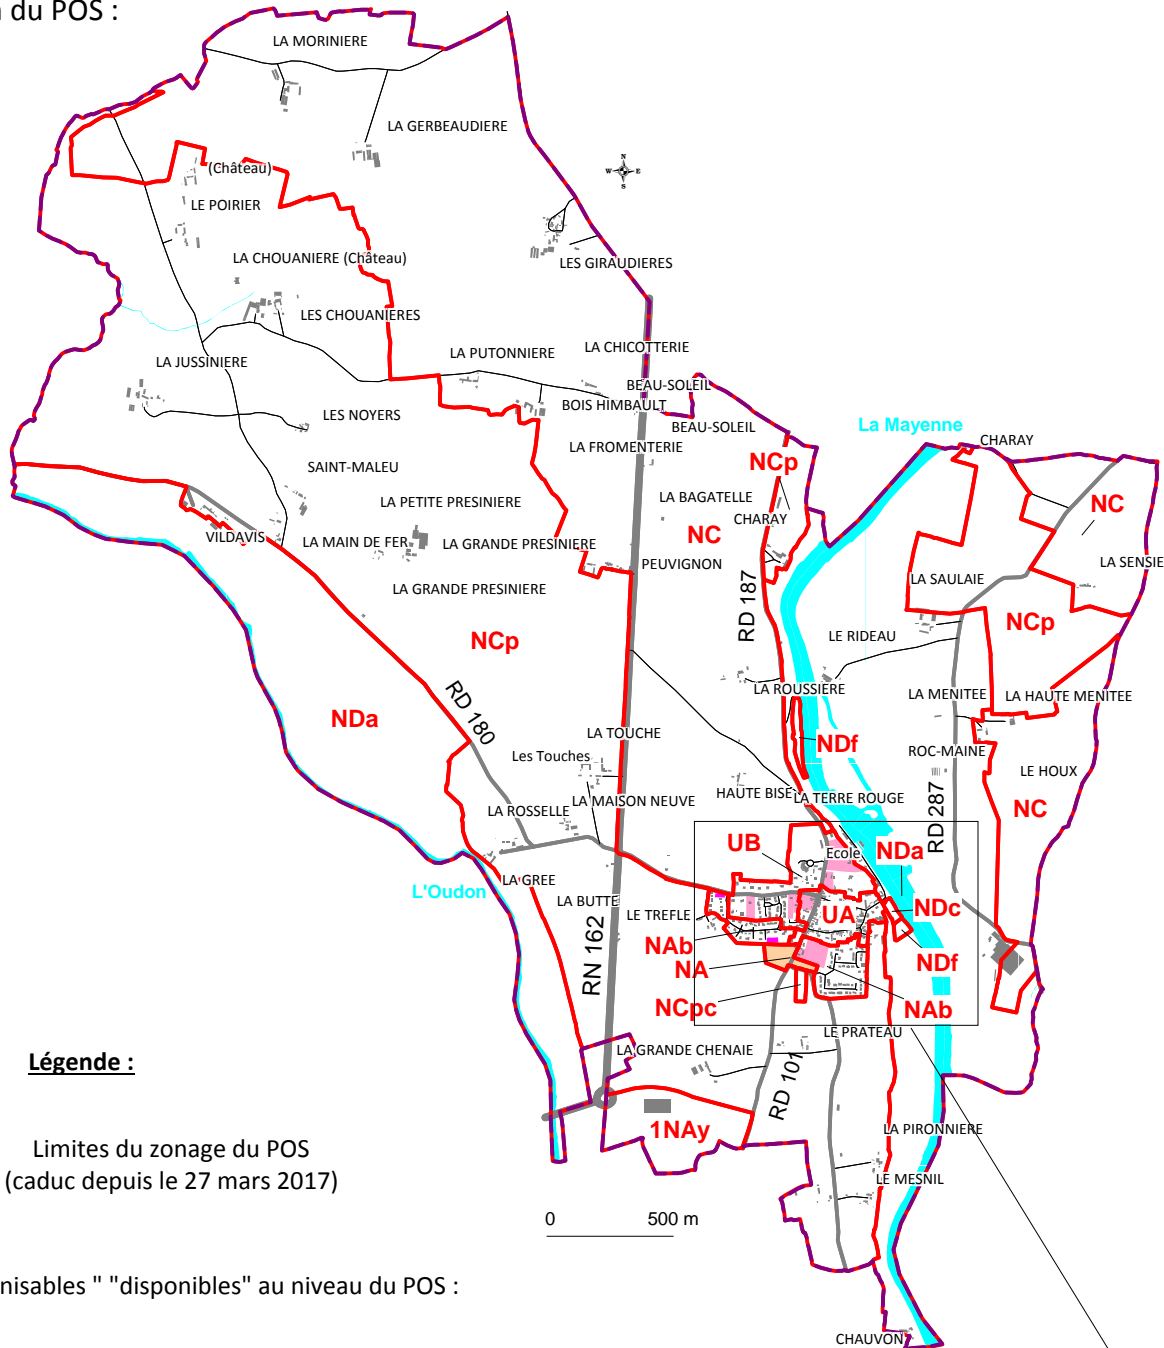 du POS :
LA MORINIERE
LA GERBEAUDIERE
(Château)
LE POIRIER
N
W E
S
LA CHOUANIERE (Château)
LES GIRAUDIERES
LES CHOUANIERES
LA JUSSINIERE
LA PUTONNIERE
LA CHICOTTERIE
BEAU-SOLEIL
BOIS HIMBAULT
LES NOYERS
BEAU-SOLEIL
La Mayenne
CHARAY
LA FROMENTERIE
NCp
SAINT-MALEU
LA BAGATELLE
NC
LA PETITE PRESINIERE
CHARAY
VILDAVIS
LA MAIN DE FER
LA GRANDE PRESINIERE
NC
PEUVIGNON
LA SENSIE
LA GRANDE PRESINIERE
RD 187
LA SAULAIE
NCp
LE RIDEAU
NCp
RD 180
LA ROUSSIERE
LA MENITEE
LA HAUTE MENITEE
NDa
LA TOUCHE
NDf
Les Touches
ROC-MAINE
LE HOUX
LA ROSSELLE
LA MAISON NEUVE
HAUTE BISE
LA TERRE ROUGE
RD 287
NC
UB
Ecole
NDa
LA GREE
L'Oudon
LA BUTTE
LE TREFLE
UA
NDc
NAb
NA
NDf
RN 162
NCpc
NAb
LE PRATEAU
LA GRANDE CHENAIE
RD 101
Légende :
1NAy
LA PIRONNIERE
Limites du zonage du POS
(caduc depuis le 27 mars 2017)
LE MESNIL
0 500 m
nisables " "disponibles" au niveau du POS :
CHAUVON